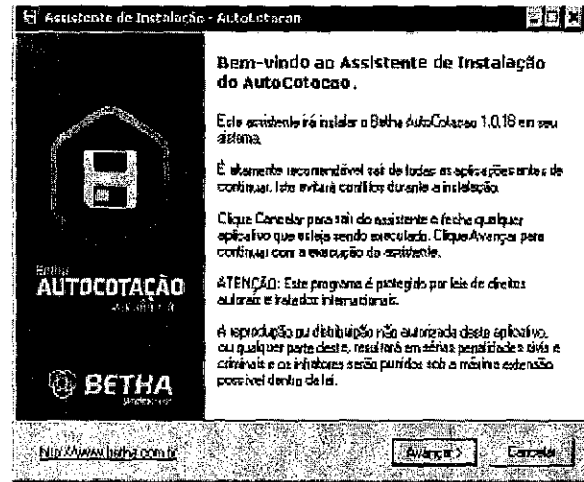 Assistente de Instalação - AutoCotacao
Bem-vindo ao Assistente de Instalação
do AutoCotacao.
Este assistente irá instalar o Betha AutoCotacao 1.0.18 em seu
sistema.
É altamente recomendável sair de todas as aplicações antes de
continuar. Isto evitará conflitos durante a instalação.
Clique Cancelar para sair do assistente e feche qualquer
aplicativo que esteja sendo executado. Clique Avançar para
continuar com a execução do assistente.
ATENÇÃO: Este programa é protegido por leis de direitos
autorais e tratados internacionais.
A reprodução ou distribuição não autorizada deste aplicativo,
ou qualquer parte deste, resultará em sérias penalidades civis e
criminais e os infratores serão punidos sob a máxima extensão
possível dentro da lei.
Betha
AUTOCOTAÇÃO
BETHA
http://www.betha.com.br
Avançar >
Cancelar